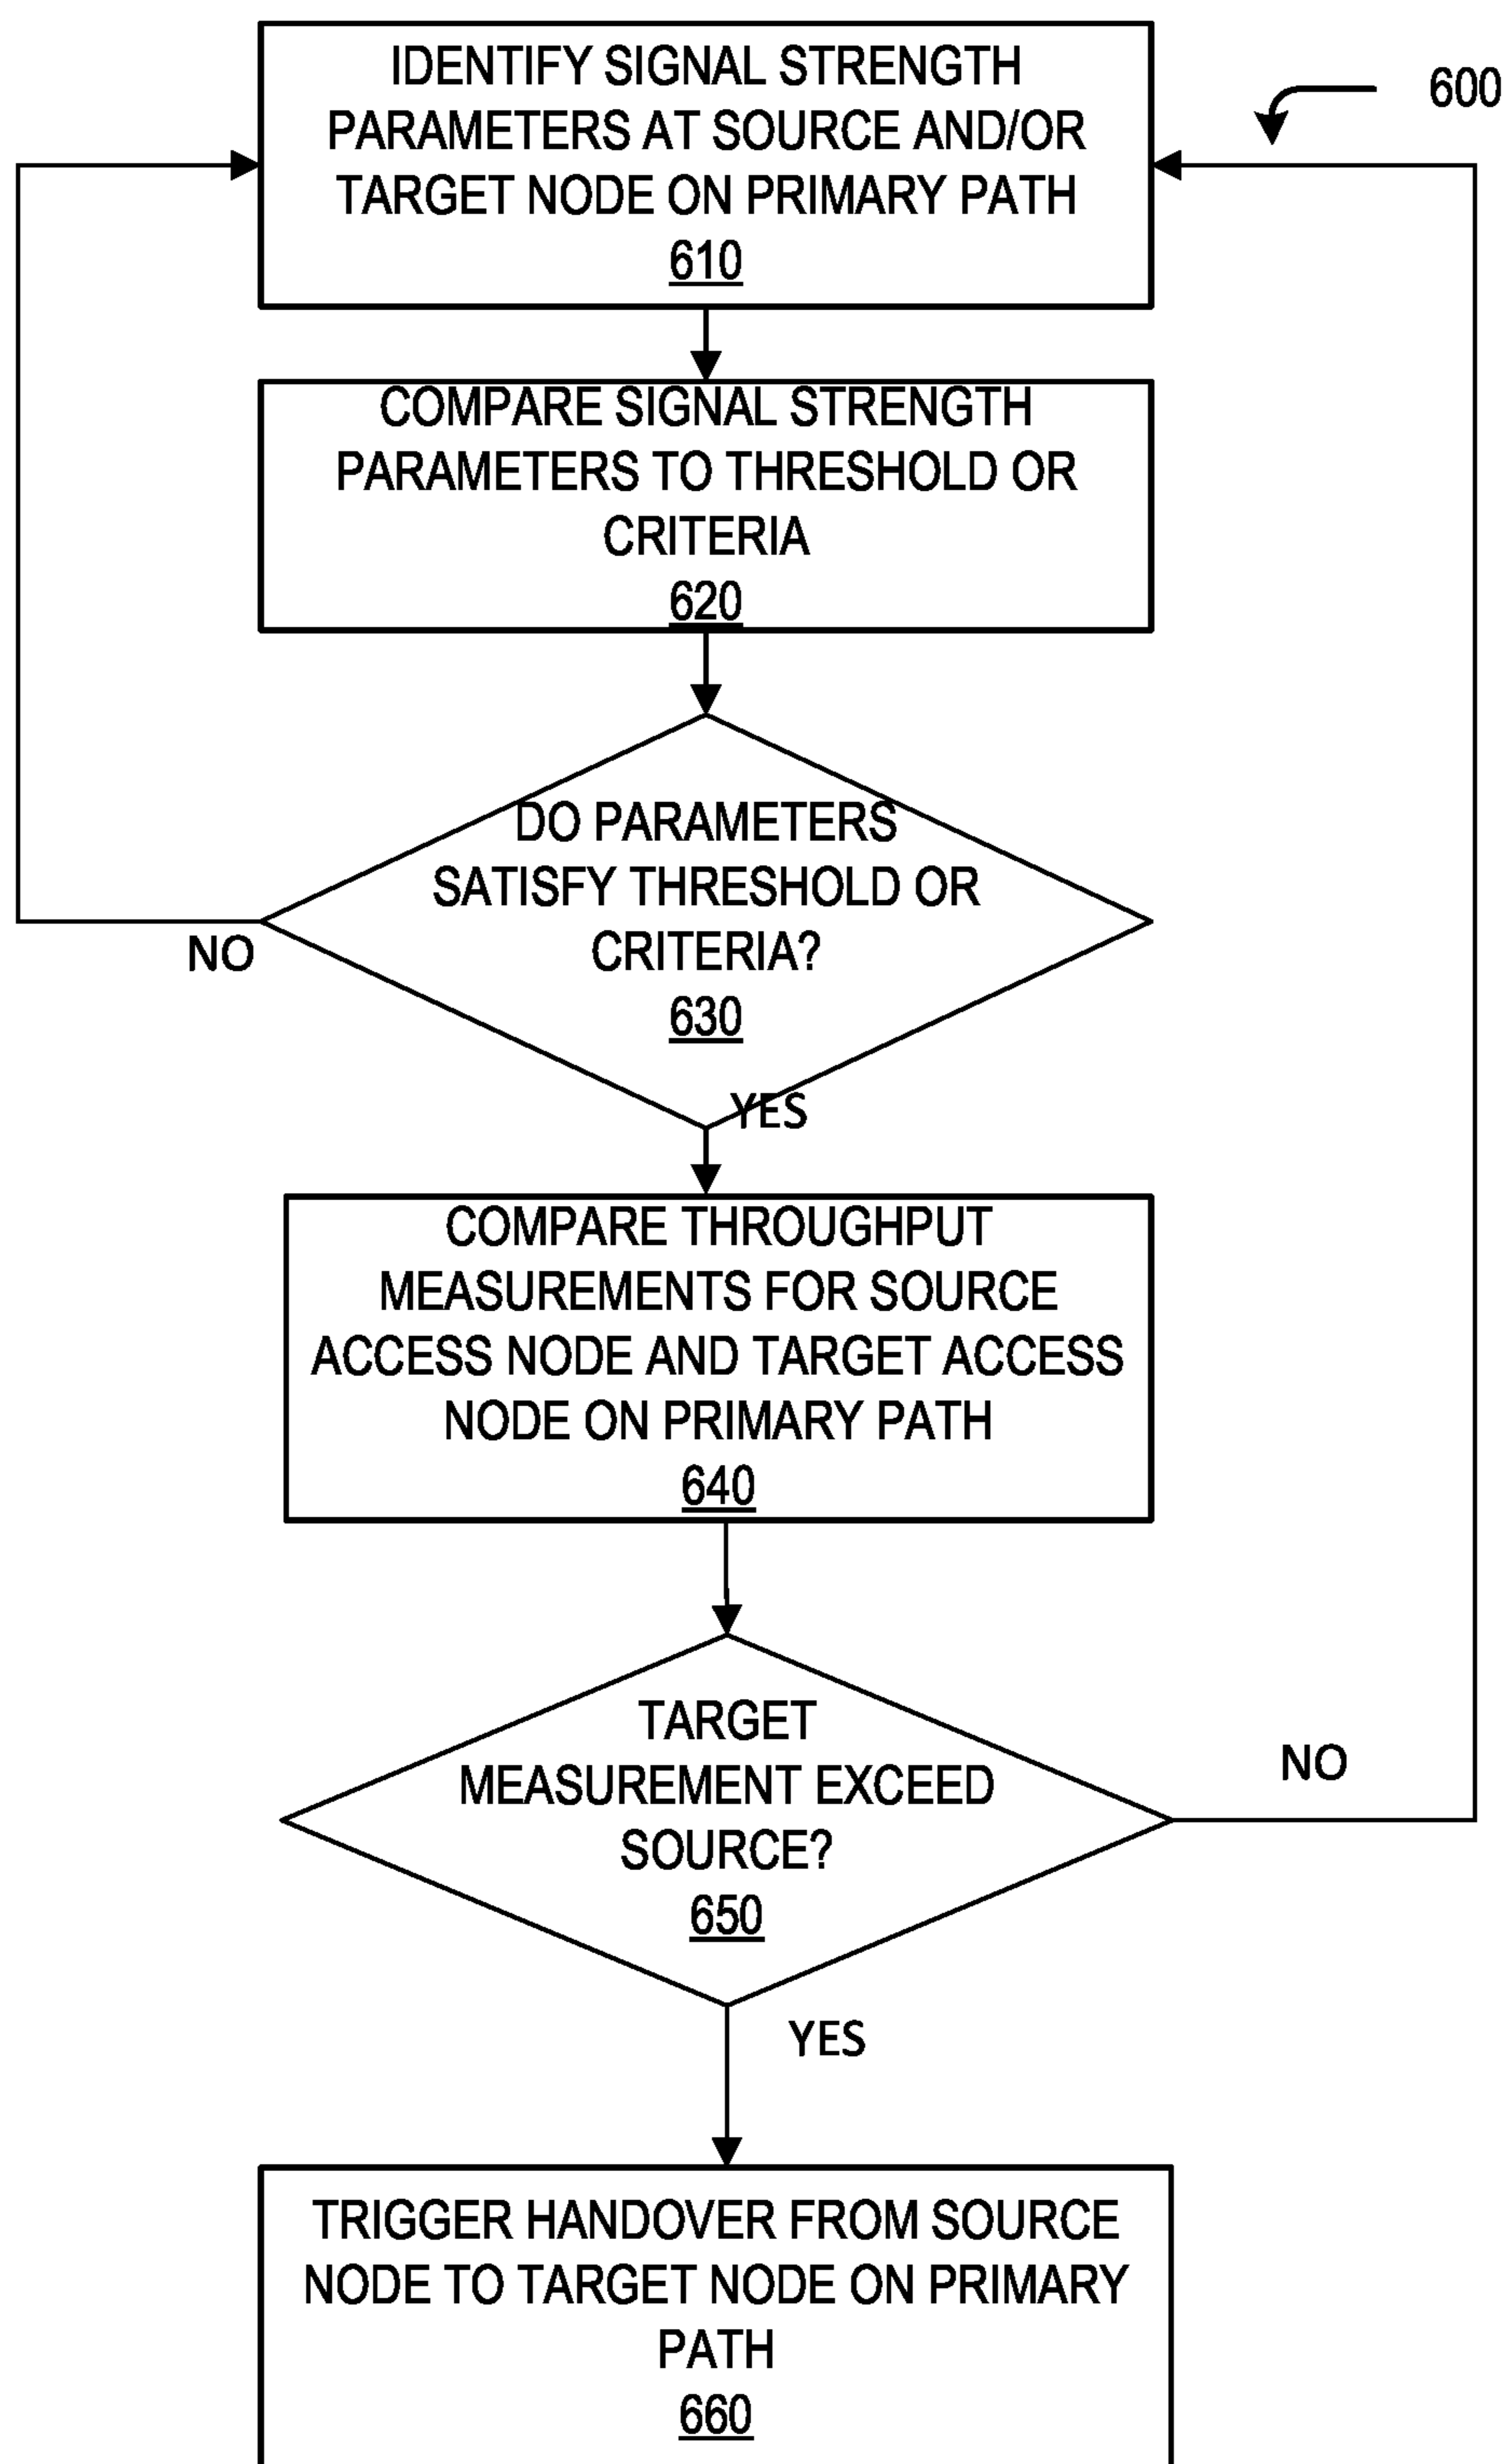 IDENTIFY SIGNAL STRENGTH
PARAMETERS AT SOURCE AND/OR
TARGET NODE ON PRIMARY PATH
610
600
COMPARE SIGNAL STRENGTH
PARAMETERS TO THRESHOLD OR
CRITERIA
620
DO PARAMETERS
SATISFY THRESHOLD OR
CRITERIA?
630
NO
YES
COMPARE THROUGHPUT
MEASUREMENTS FOR SOURCE
ACCESS NODE AND TARGET ACCESS
NODE ON PRIMARY PATH
640
TARGET
MEASUREMENT EXCEED
SOURCE?
650
NO
YES
TRIGGER HANDOVER FROM SOURCE
NODE TO TARGET NODE ON PRIMARY
PATH
660